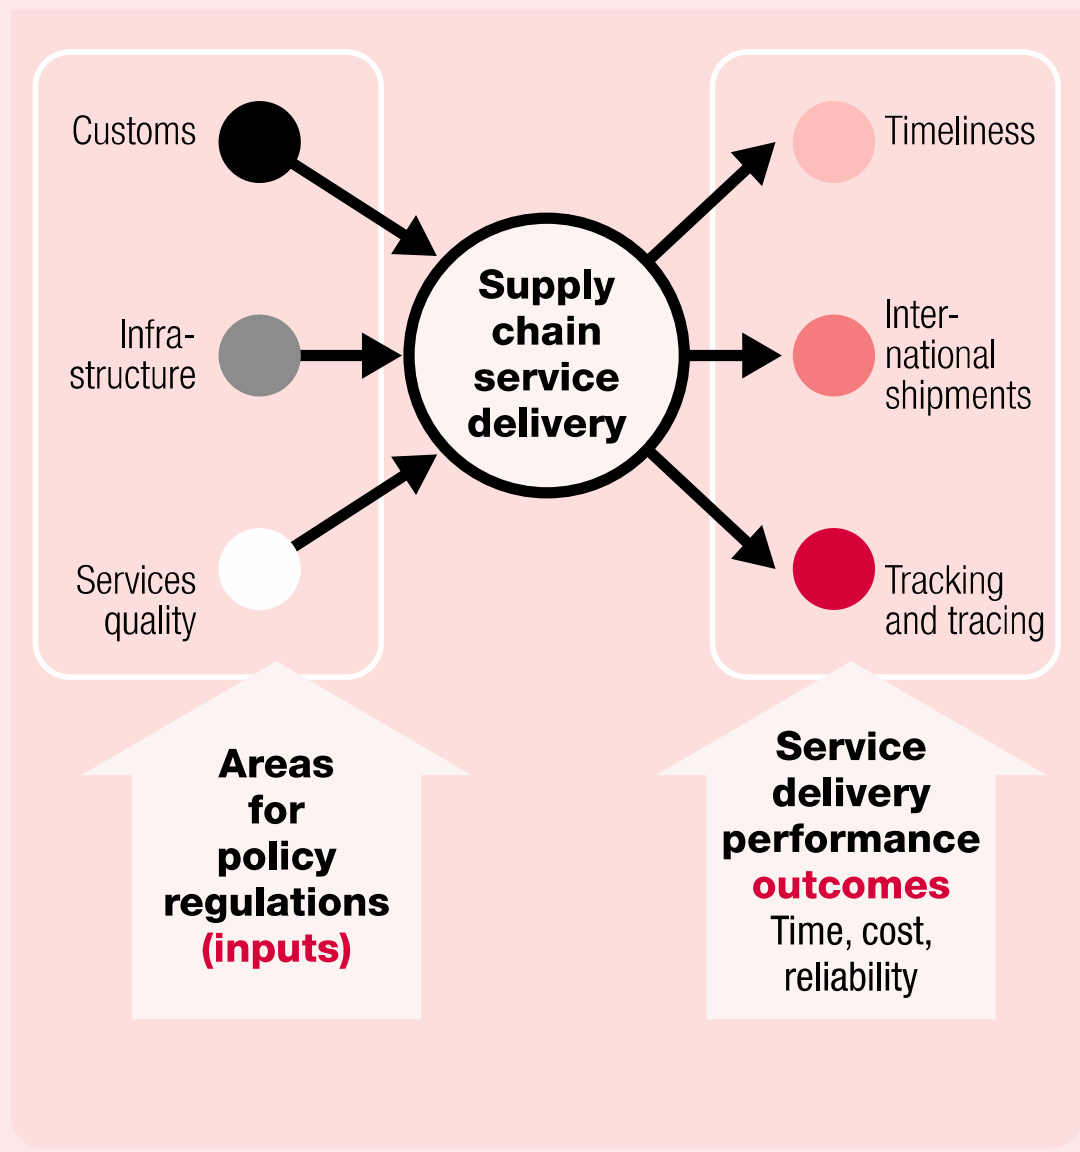 Customs
Infra-
structure
Services
quality
Supply
chain
service
delivery
Timeliness
Inter-
national
shipments
Tracking
and tracing
Areas
for
policy
regulations
(inputs)
Service
delivery
performance
outcomes
Time, cost,
reliability